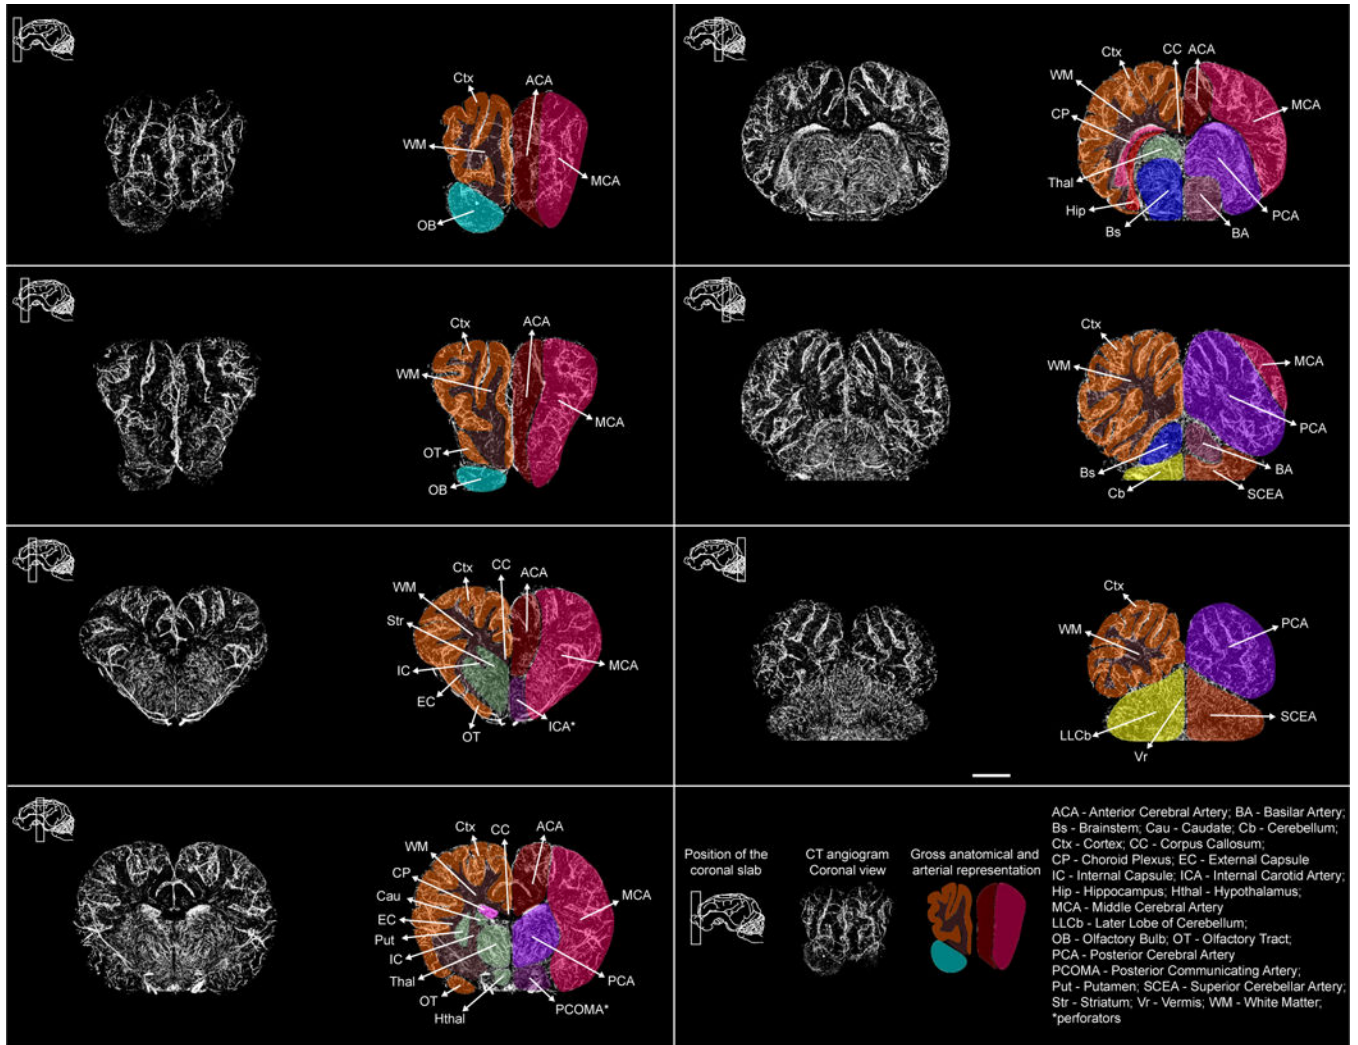 Ctx
ACA
WM
MCA
OB
Ctx
ACA
WM
MCA
OT
OB
Ctx
CC
ACA
WM
Str
IC
MCA
EC
OT
ICA*
Ctx
CC
ACA
WM
CP
Cau
MCA
EC
Put
IC
Thal
PCA
OT
Hthal
PCOMA*
Ctx
CC
ACA
WM
MCA
CP
Thal
Hip
PCA
Bs
BA
Ctx
MCA
WM
PCA
Bs
BA
Cb
SCEA
Ctx
PCA
WM
SCEA
LLCb
Vr
Position of the
coronal slab
CT angiogram
Coronal view
Gross anatomical and
arterial representation
ACA - Anterior Cerebral Artery; BA - Basilar Artery;
Bs - Brainstem; Cau - Caudate; Cb - Cerebellum;
Ctx - Cortex; CC - Corpus Callosum;
CP - Choroid Plexus; EC - External Capsule
IC - Internal Capsule; ICA - Internal Carotid Artery;
Hip - Hippocampus; Hthal - Hypothalamus;
MCA - Middle Cerebral Artery
LLCb - Later Lobe of Cerebellum;
OB - Olfactory Bulb; OT - Olfactory Tract;
PCA - Posterior Cerebral Artery
PCOMA - Posterior Communicating Artery;
Put - Putamen; SCEA - Superior Cerebellar Artery;
Str - Striatum; Vr - Vermis; WM - White Matter;
*perforators